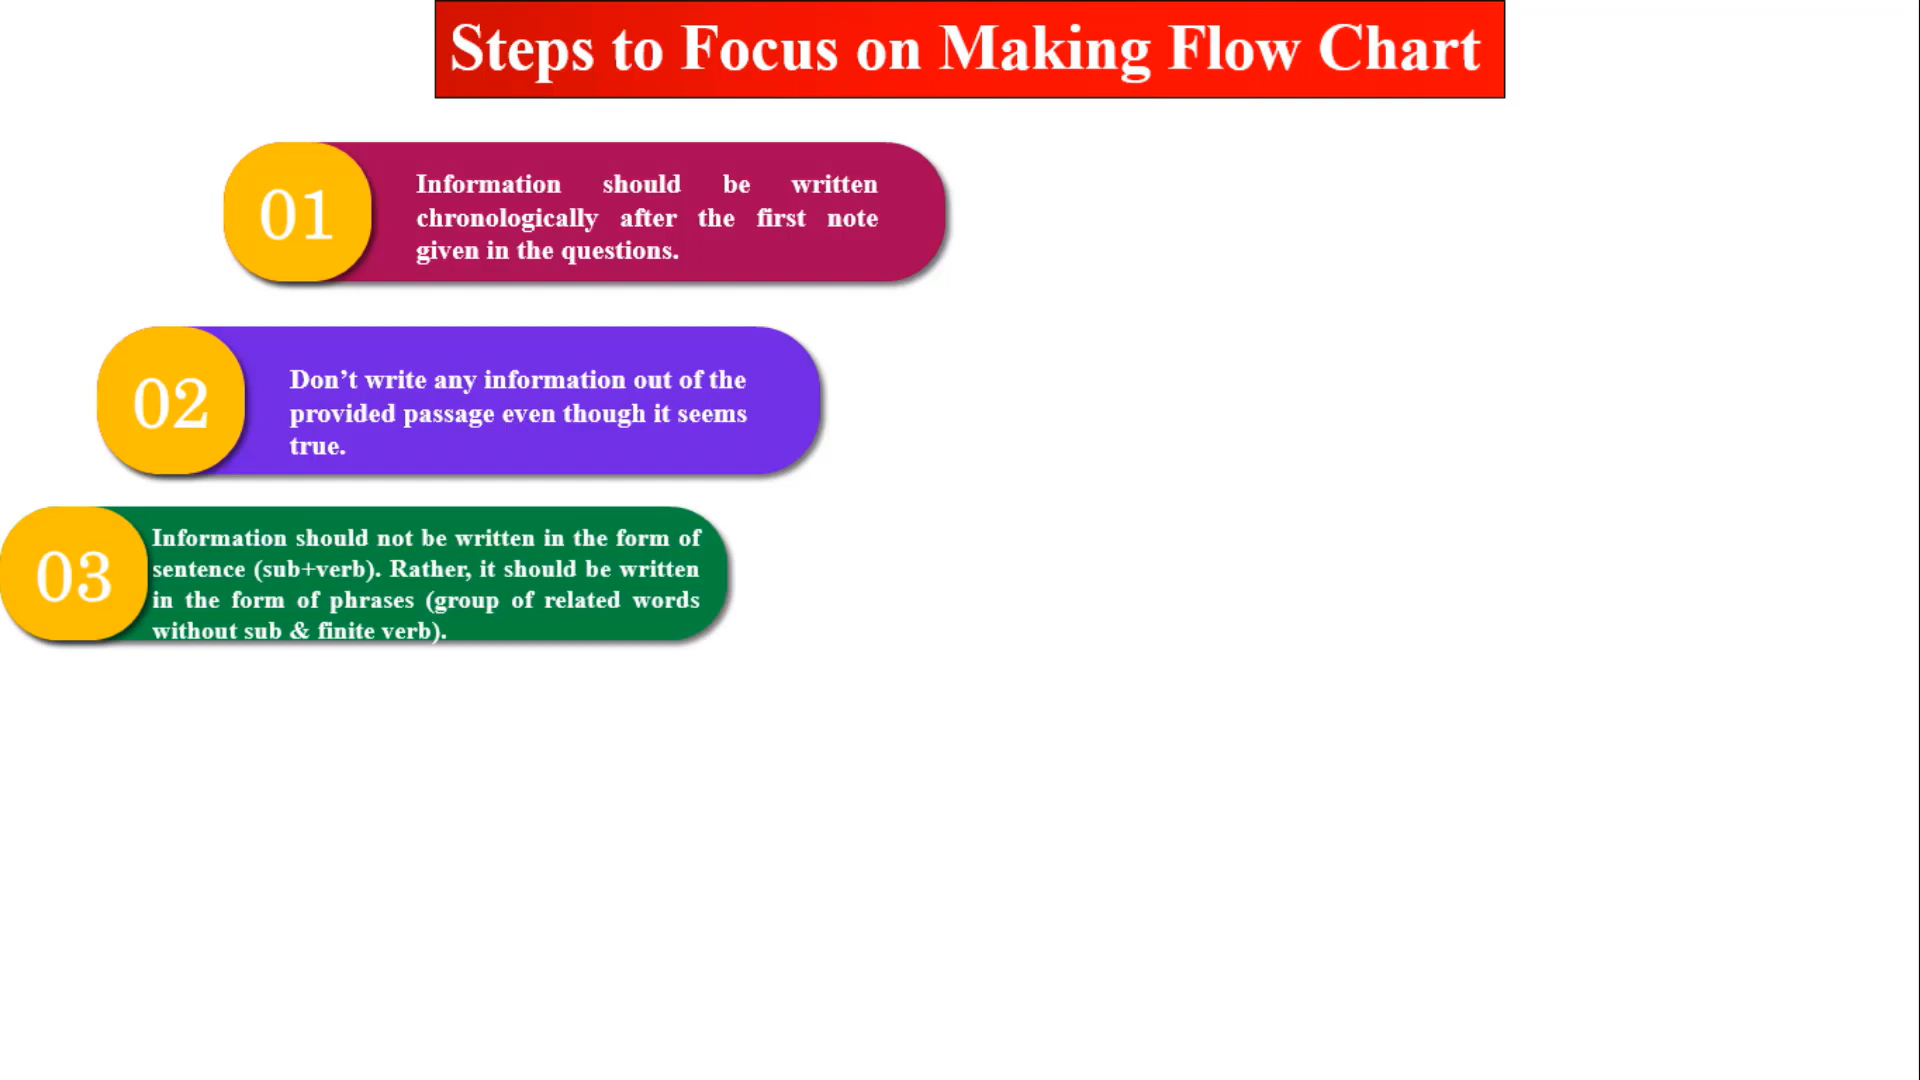 Steps to Focus on Making Flow Chart
01
Information should be written
chronologically after the first note
given in the questions.
02
Don’t write any information out of the
provided passage even though it seems
true.
03
Information should not be written in the form of
sentence (sub+verb). Rather, it should be written
in the form of phrases (group of related words
without sub & finite verb).